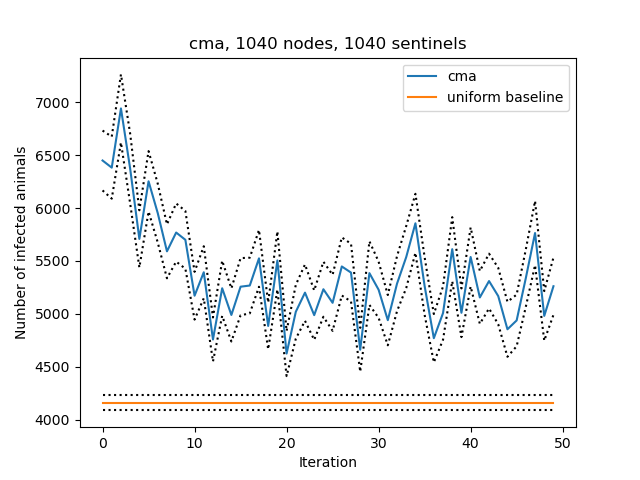 cma, 1040 nodes, 1040 sentinels
cma
uniform baseline
Number of infected animals
7000
6500
6000
5500
5000
4500
4000
0 10 20 30 40 50
Iteration